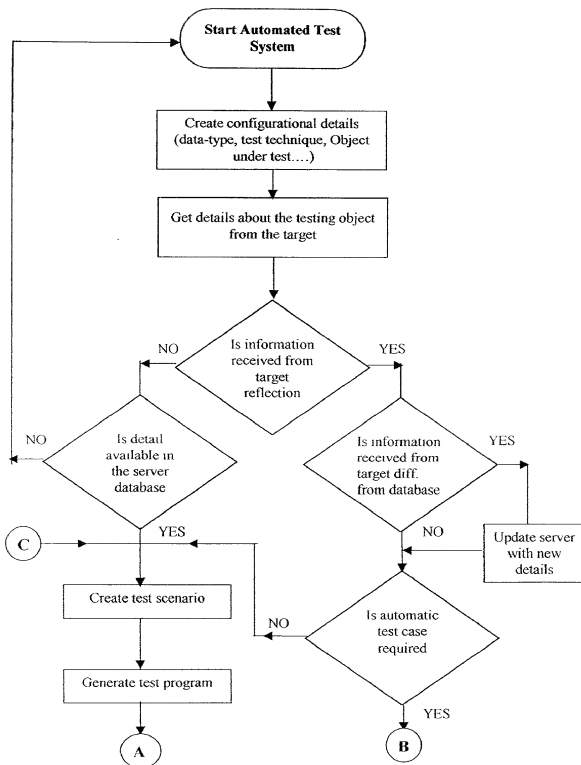 Start Automated Test
System
Create configurational details
(data-type, test technique, Object
under test....)
Get details about the testing object
from the target
Is information
received from
target
reflection
NO
YES
Is detail
available in
the server
database
NO
Is information
received from
target diff.
from database
YES
YES
NO
Update server
with new
details
C
Create test scenario
NO
Is automatic
test case
required
Generate test program
YES
A
B